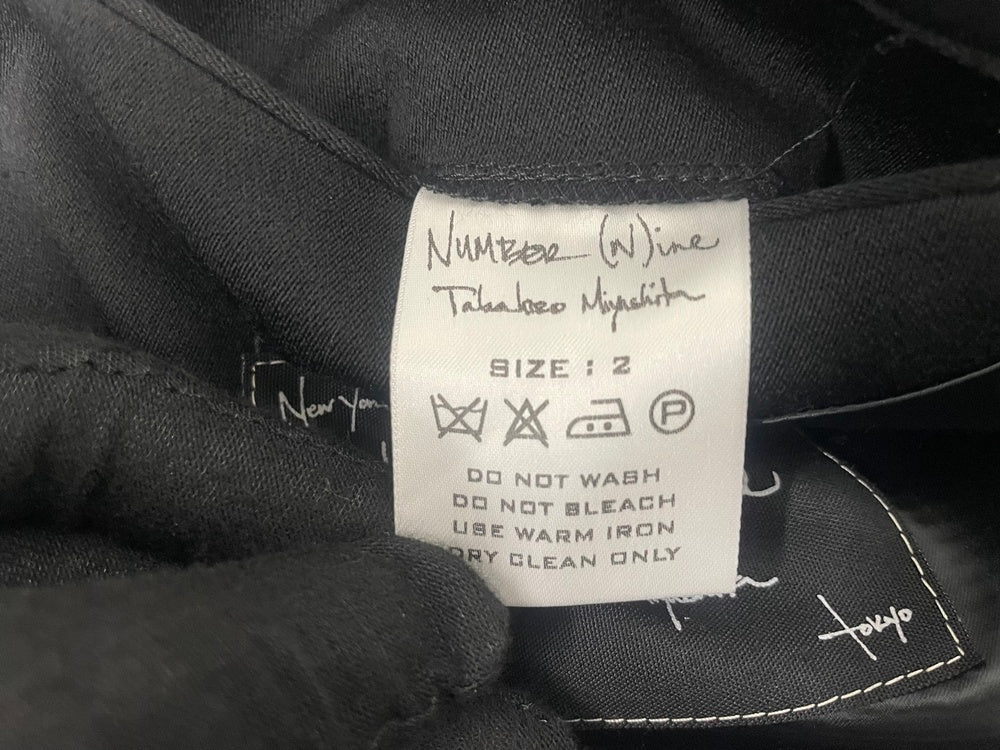 NUMBER (N)ine
Takahiro Miyashita
SIZE : 2
P
DO NOT WASH
DO NOT BLEACH
USE WARM IRON
DRY CLEAN ONLY
New Yor
tokyo